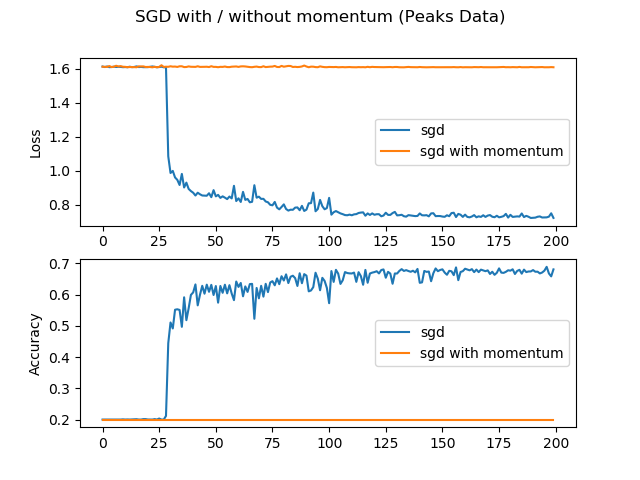 SGD with / without momentum (Peaks Data)
1.6
1.4
1.2
1.0
0.8
Loss
sgd
sgd with momentum
0 25 50 75 100 125 150 175 200
0.7
0.6
0.5
0.4
0.3
0.2
Accuracy
sgd
sgd with momentum
0 25 50 75 100 125 150 175 200